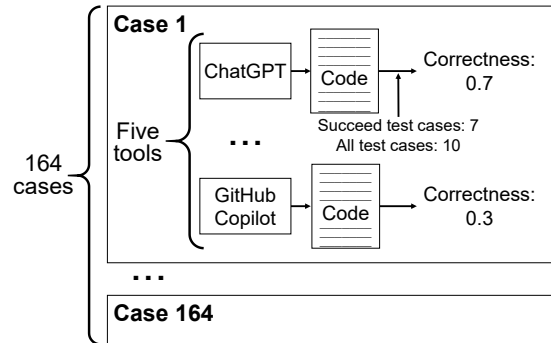 Case 1
ChatGPT
Code
Correctness:
0.7
Succeed test cases: 7
All test cases: 10
Five
tools
...
164
cases
GitHub
Copilot
Code
Correctness:
0.3
...
Case 164